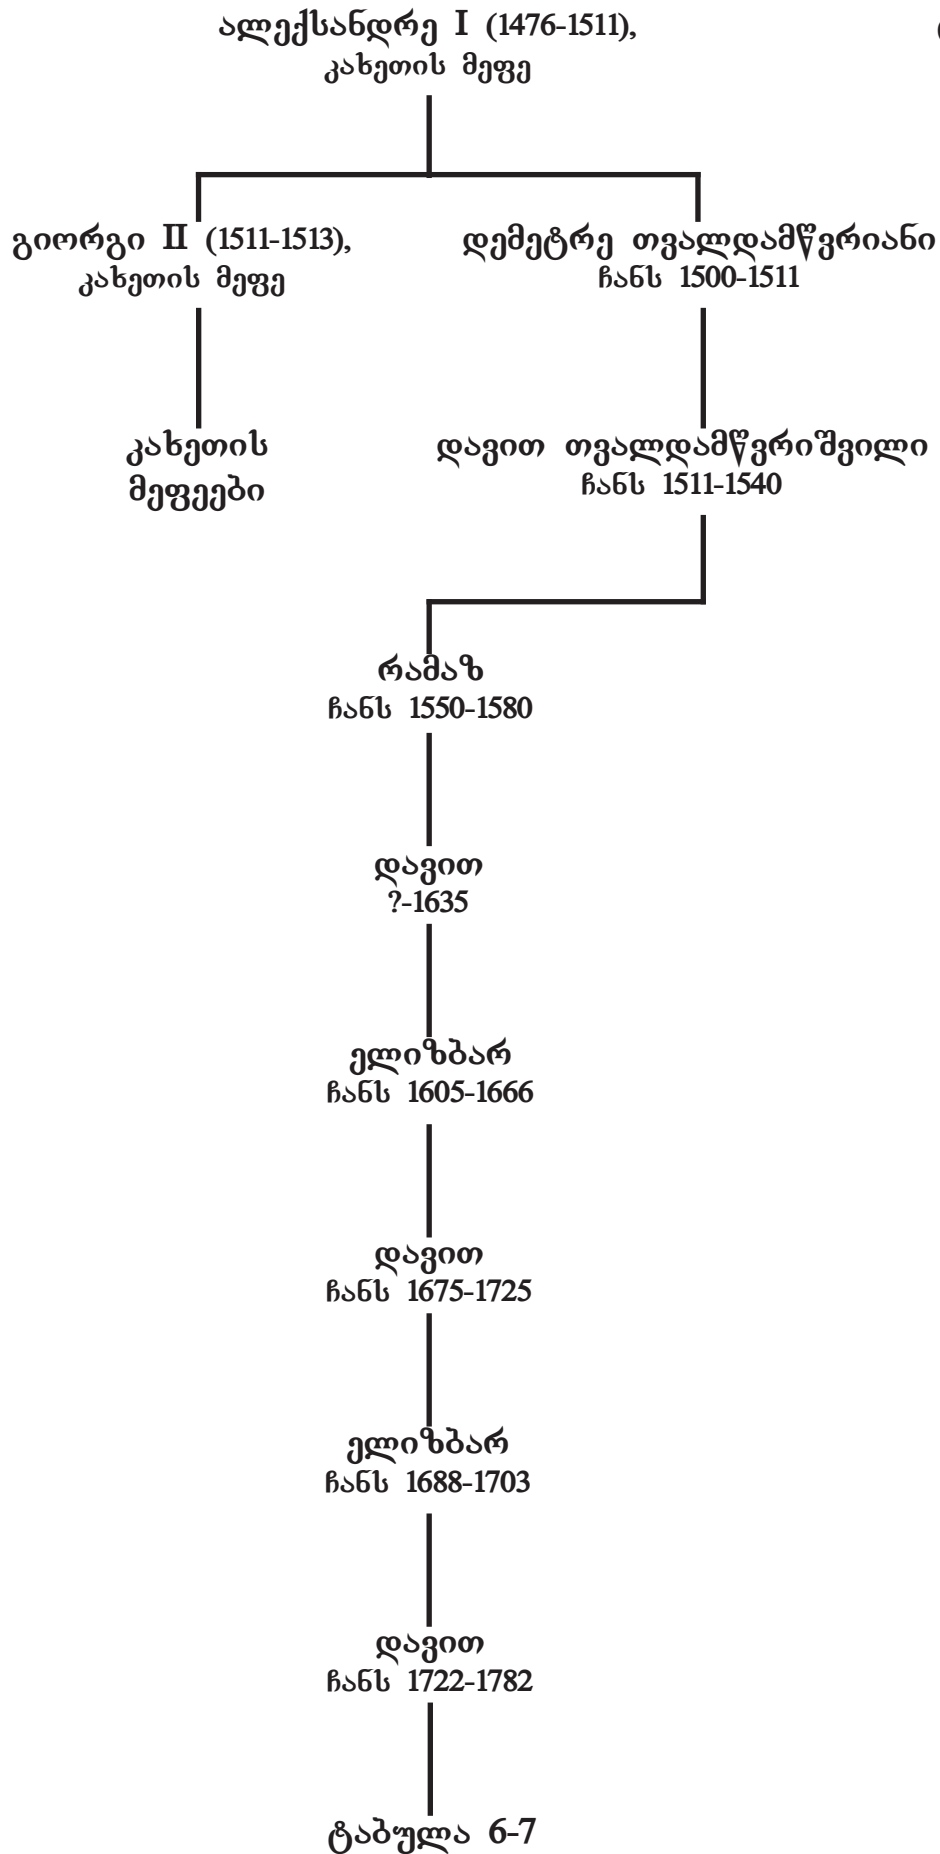 ალექსანდრე I (1476-1511),
კახეთის მეფე
გიორგი II (1511-1513),
კახეთის მეფე
დემეტრე თვალდამწვრიანი
ჩანს 1500-1511
კახეთის
მეფეები
დავით თვალდამწვრიშვილი
ჩანს 1511-1540
რამაზ
ჩანს 1550-1580
დავით
?-1635
ელიზბარ
ჩანს 1605-1666
დავით
ჩანს 1675-1725
ელიზბარ
ჩანს 1688-1703
დავით
ჩანს 1722-1782
ტაბულა 6-7